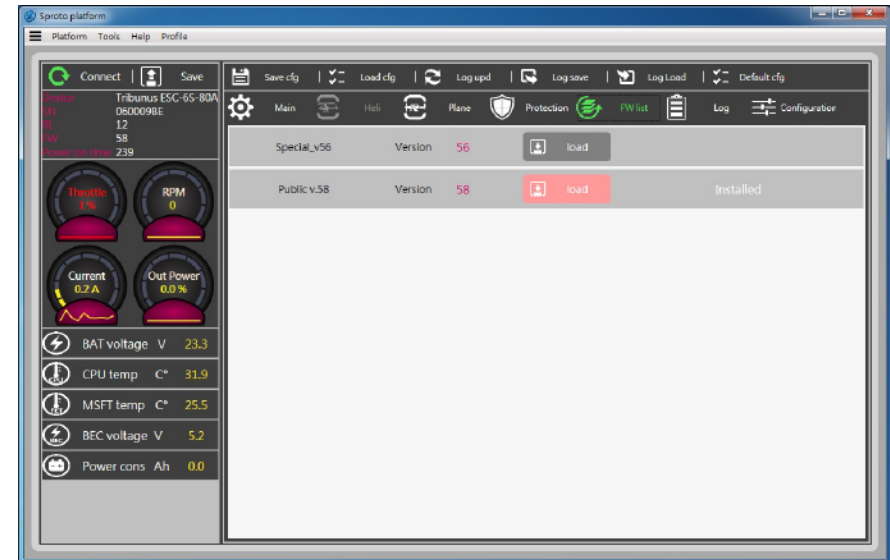 Sproto platform
Platform Tools Help Profile
Connect | Save
Save cfg | Load cfg | Log upd | Log save | Log Load | Default cfg
Device Tribunus ESC-6S-80A
SN 060009BE
BL 12
FW 58
Power on time 239
Main Heli Plane Protection FW list Log Configuration
Special_v56 Version 56 load
Public v.58 Version 58 load Installed
Throttle
1 %
RPM
0
Current
0.2 A
Out Power
0.0 %
BAT voltage V 23.3
CPU temp C° 31.9
MSFT temp C° 25.5
BEC voltage V 5.2
Power cons Ah 0.0